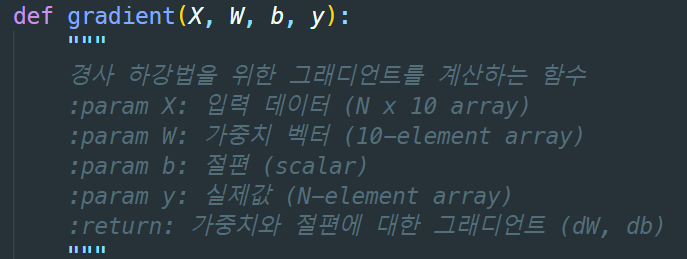 def gradient(X, W, b, y):
"""
경사 하강법을 위한 그래디언트를 계산하는 함수
:param X: 입력 데이터 (N x 10 array)
:param W: 가중치 벡터 (10-element array)
:param b: 절편 (scalar)
:param y: 실제값 (N-element array)
:return: 가중치와 절편에 대한 그래디언트 (dW, db)
"""